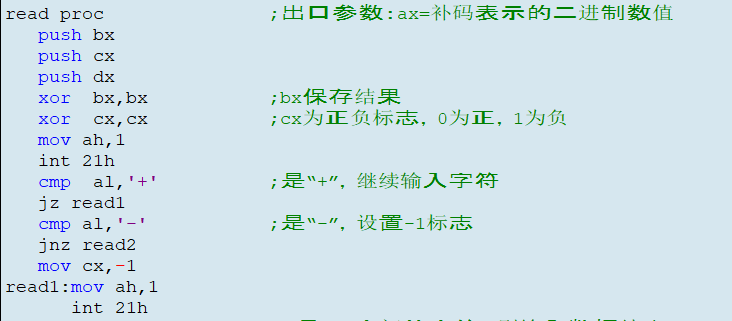 read proc ;出口参数:ax=补码表示的二进制数值
push bx
push cx
push dx
xor bx,bx ;bx保存结果
xor cx,cx ;cx为正负标志, 0为正, 1为负
mov ah,1
int 21h
cmp al,'+' ;是“+”, 继续输入字符
jz read1
cmp al,'-' ;是“-”, 设置-1标志
jnz read2
mov cx,-1
read1:mov ah,1
int 21h